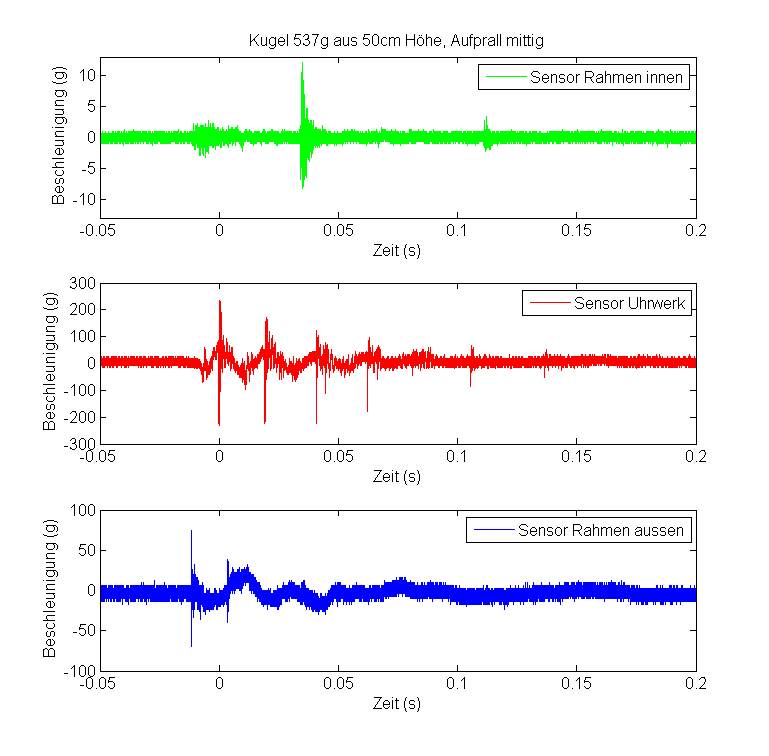 Kugel 537g aus 50cm Höhe, Aufprall mittig
Beschleunigung (g)
10
5
0
-5
-10
Sensor Rahmen innen
-0.05 0 0.05 0.1 0.15 0.2
Zeit (s)
Beschleunigung (g)
300
200
100
0
-100
-200
-300
Sensor Uhrwerk
-0.05 0 0.05 0.1 0.15 0.2
Zeit (s)
Beschleunigung (g)
100
50
0
-50
-100
Sensor Rahmen aussen
-0.05 0 0.05 0.1 0.15 0.2
Zeit (s)